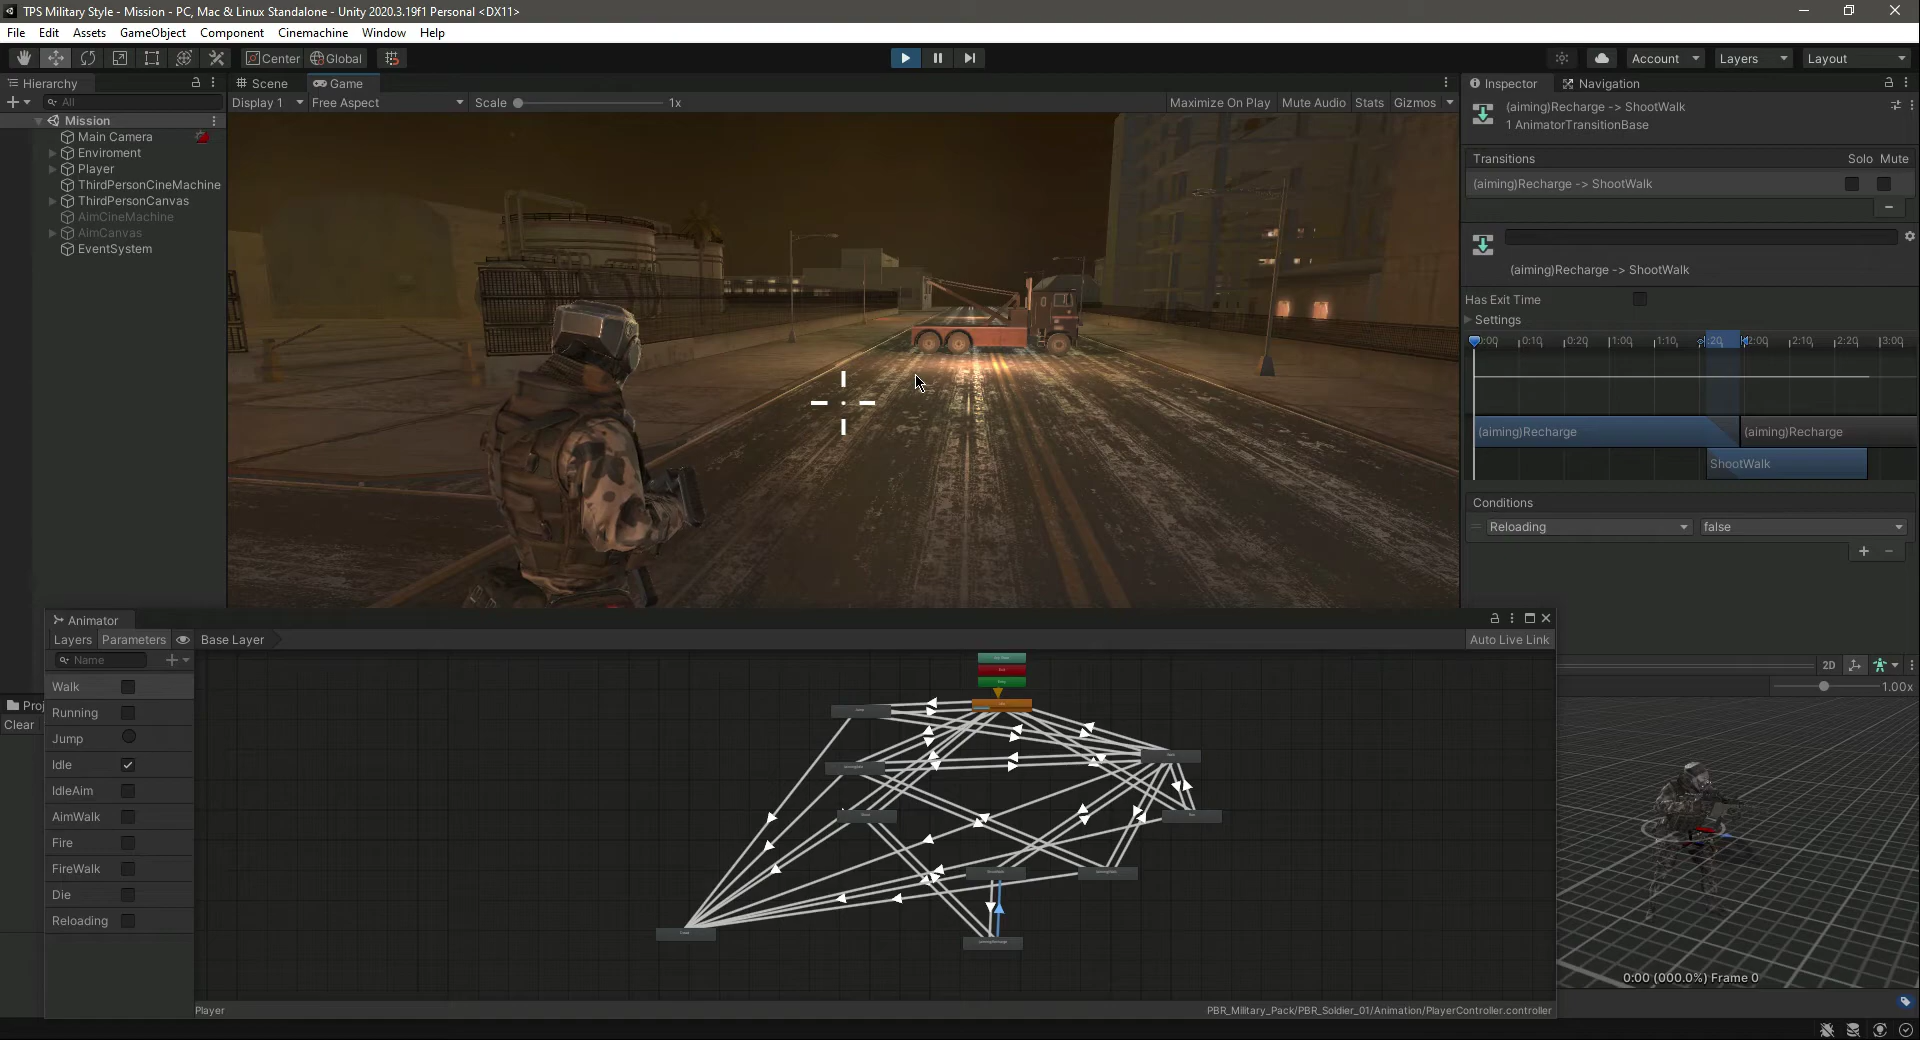 TPS Military Style - Mission - PC, Mac & Linux Standalone - Unity 2020.3.19f1 Personal <DX11>
File Edit Assets GameObject Component Cinemachine Window Help
Center Global Account Layers Layout
Hierarchy
All
Mission
Main Camera
Enviroment
Player
ThirdPersonCineMachine
ThirdPersonCanvas
AimCineMachine
AimCanvas
EventSystem
Scene Game
Display 1 Free Aspect Scale 1x Maximize On Play Mute Audio Stats Gizmos
Inspector Navigation
(aiming)Recharge -> ShootWalk
1 AnimatorTransitionBase
Transitions Solo Mute
(aiming)Recharge -> ShootWalk
(aiming)Recharge -> ShootWalk
Has Exit Time
Settings
0:10 0:20 1:00 1:10 2:10 2:20 3:00
(aiming)Recharge (aiming)Recharge
ShootWalk
Conditions
Reloading false
Animator
Layers Parameters Base Layer Auto Live Link
Name
Walk
Running
Jump
Idle
IdleAim
AimWalk
Fire
FireWalk
Die
Reloading
Player PBR_Military_Pack/PBR_Soldier_01/Animation/PlayerController.controller
Proj
Clear
2D
1.00x
0:00 (000.0%) Frame 0